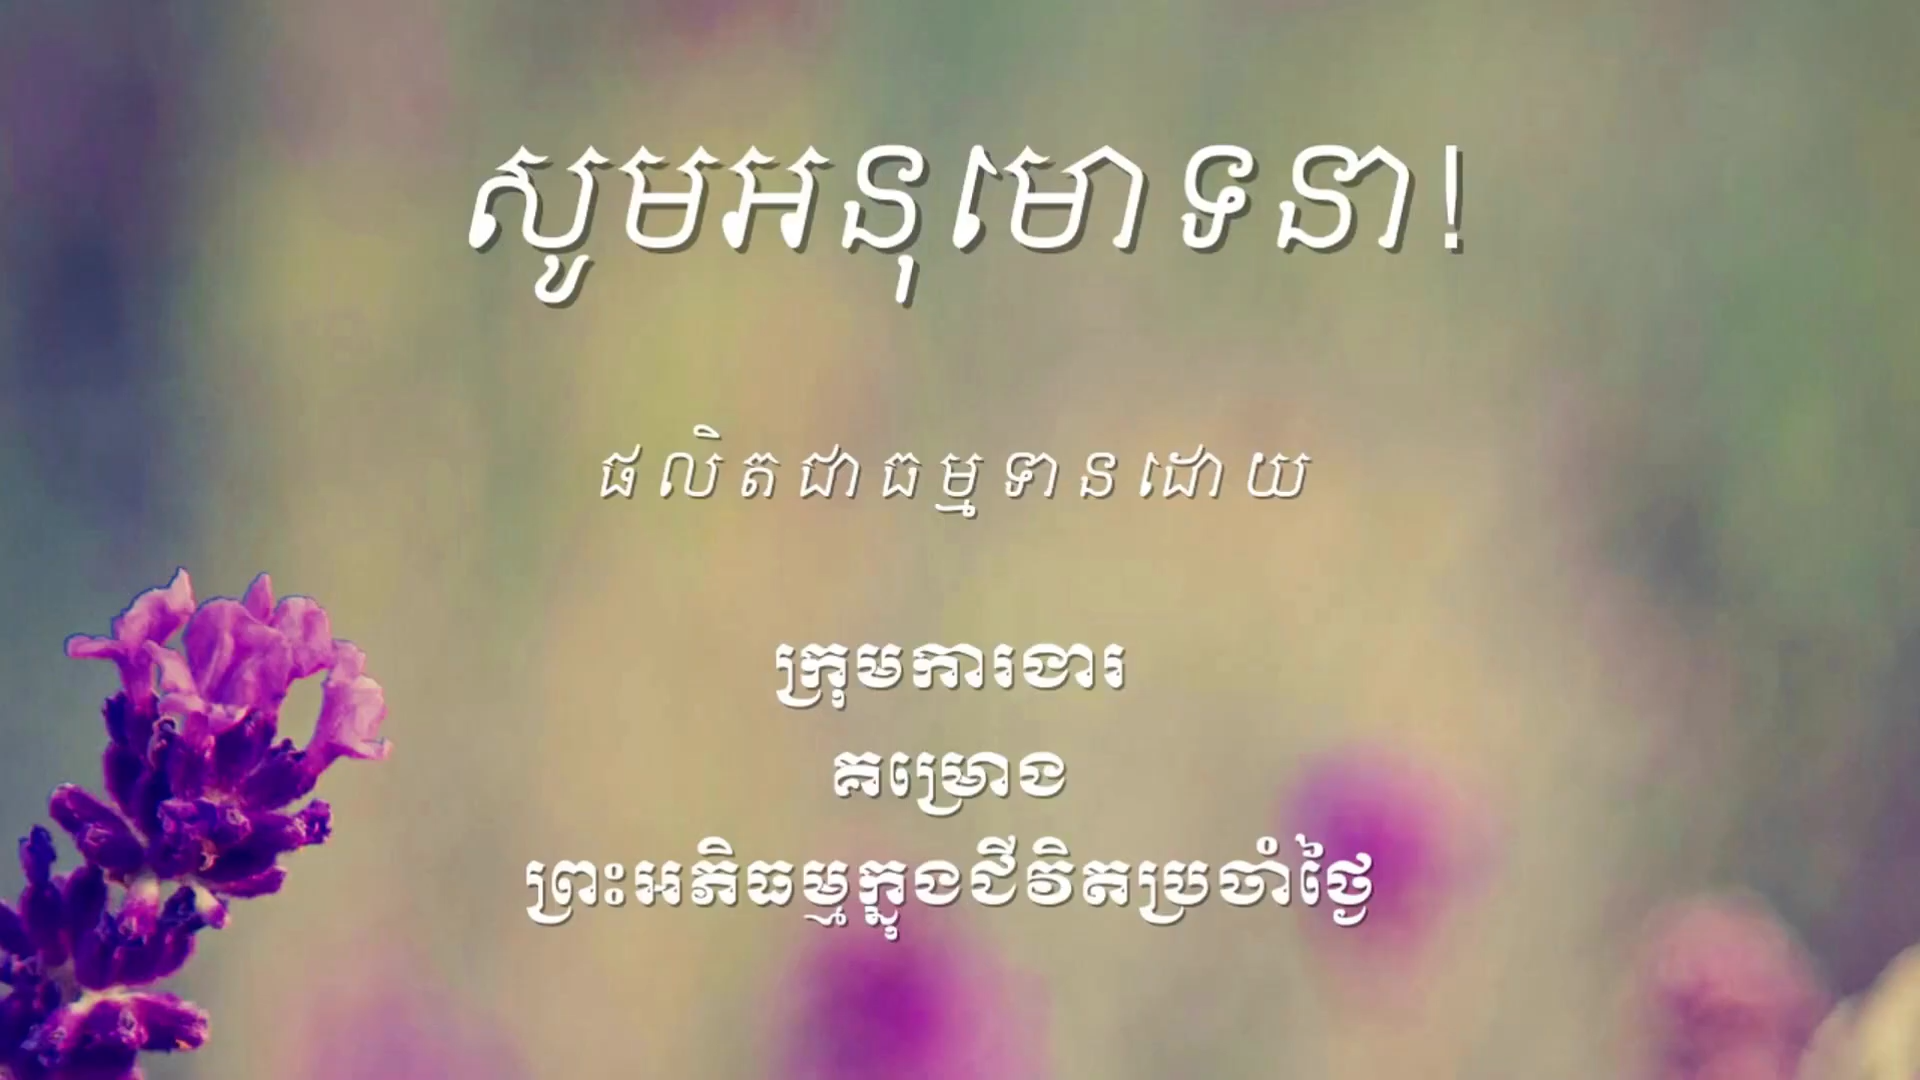 សូមអនុមោទនា!
ផលិតជាធម្មទានដោយ
ក្រុមការងារ
គម្រោង
ព្រះអភិធម្មក្នុងជីវិតប្រចាំថ្ងៃ